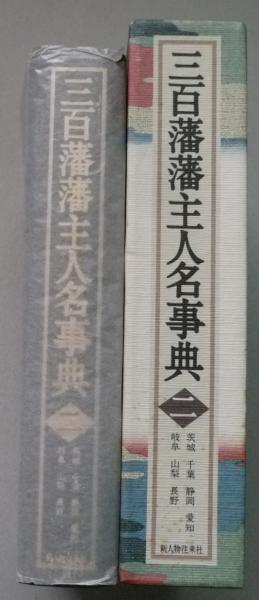 三百藩藩主人名事典
二
三百藩藩主人名事典
二
茨城 千葉 静岡 愛知
岐阜 山梨 長野
新人物往来社